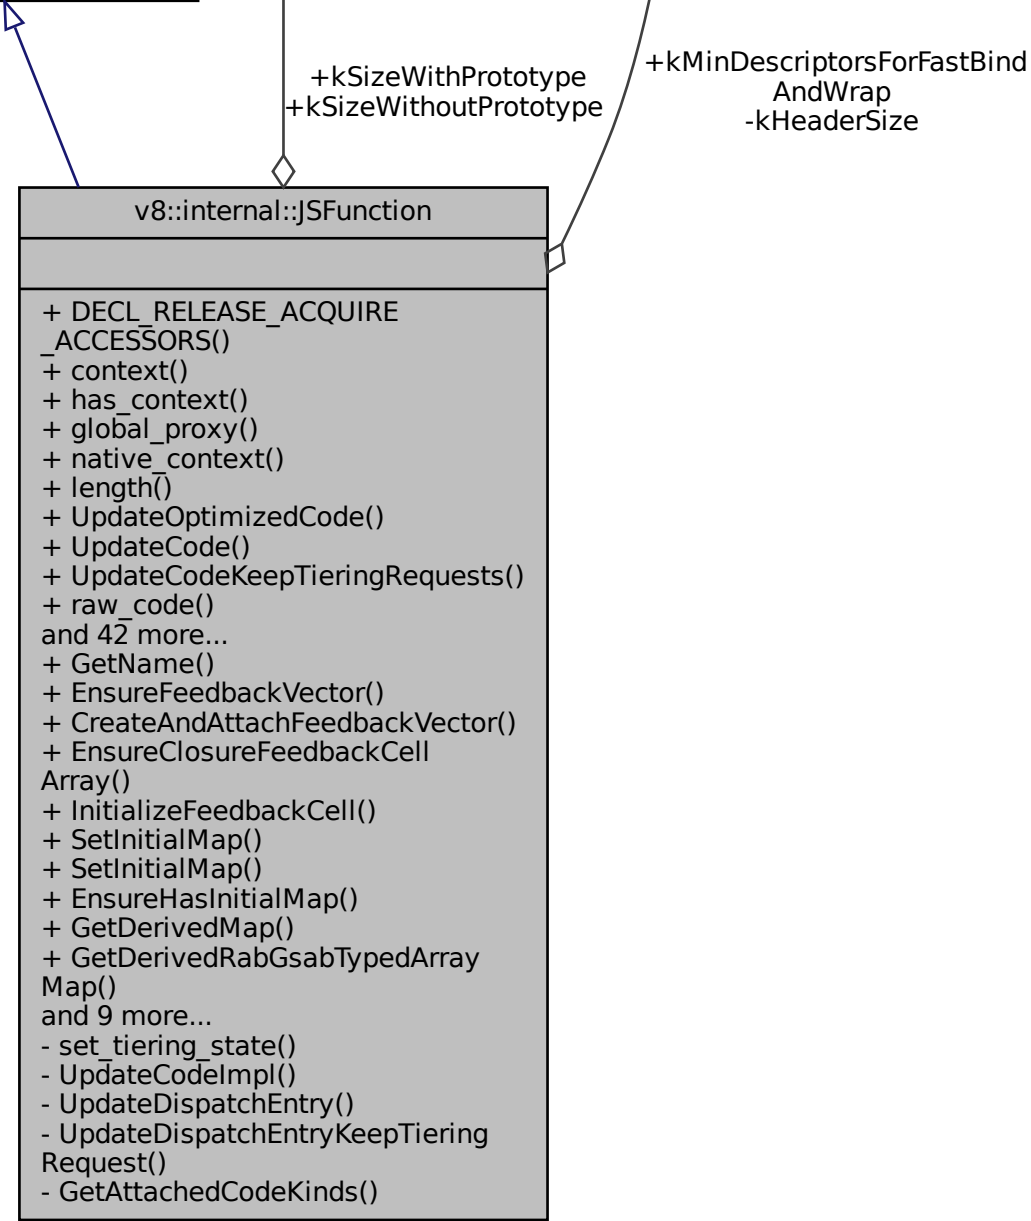 +kSizeWithPrototype
+kSizeWithoutPrototype
+kMinDescriptorsForFastBind
AndWrap
-kHeaderSize
v8::internal::JSFunction
+ DECL_RELEASE_ACQUIRE
_ACCESSORS()
+ context()
+ has_context()
+ global_proxy()
+ native_context()
+ length()
+ UpdateOptimizedCode()
+ UpdateCode()
+ UpdateCodeKeepTieringRequests()
+ raw_code()
and 42 more...
+ GetName()
+ EnsureFeedbackVector()
+ CreateAndAttachFeedbackVector()
+ EnsureClosureFeedbackCell
Array()
+ InitializeFeedbackCell()
+ SetInitialMap()
+ SetInitialMap()
+ EnsureHasInitialMap()
+ GetDerivedMap()
+ GetDerivedRabGsabTypedArray
Map()
and 9 more...
- set_tiering_state()
- UpdateCodeImpl()
- UpdateDispatchEntry()
- UpdateDispatchEntryKeepTiering
Request()
- GetAttachedCodeKinds()